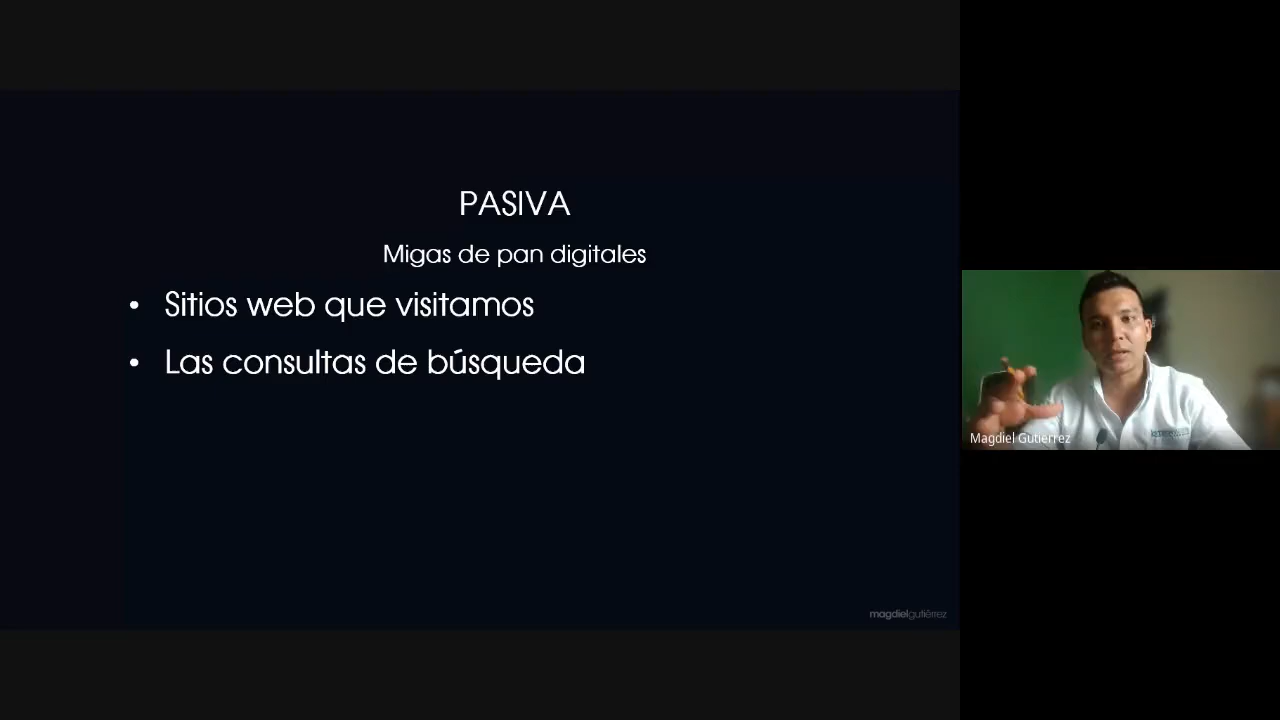 PASIVA
Migas de pan digitales
• Sitios web que visitamos
• Las consultas de búsqueda
magdielgutiérrez
Magdiel Gutierrez